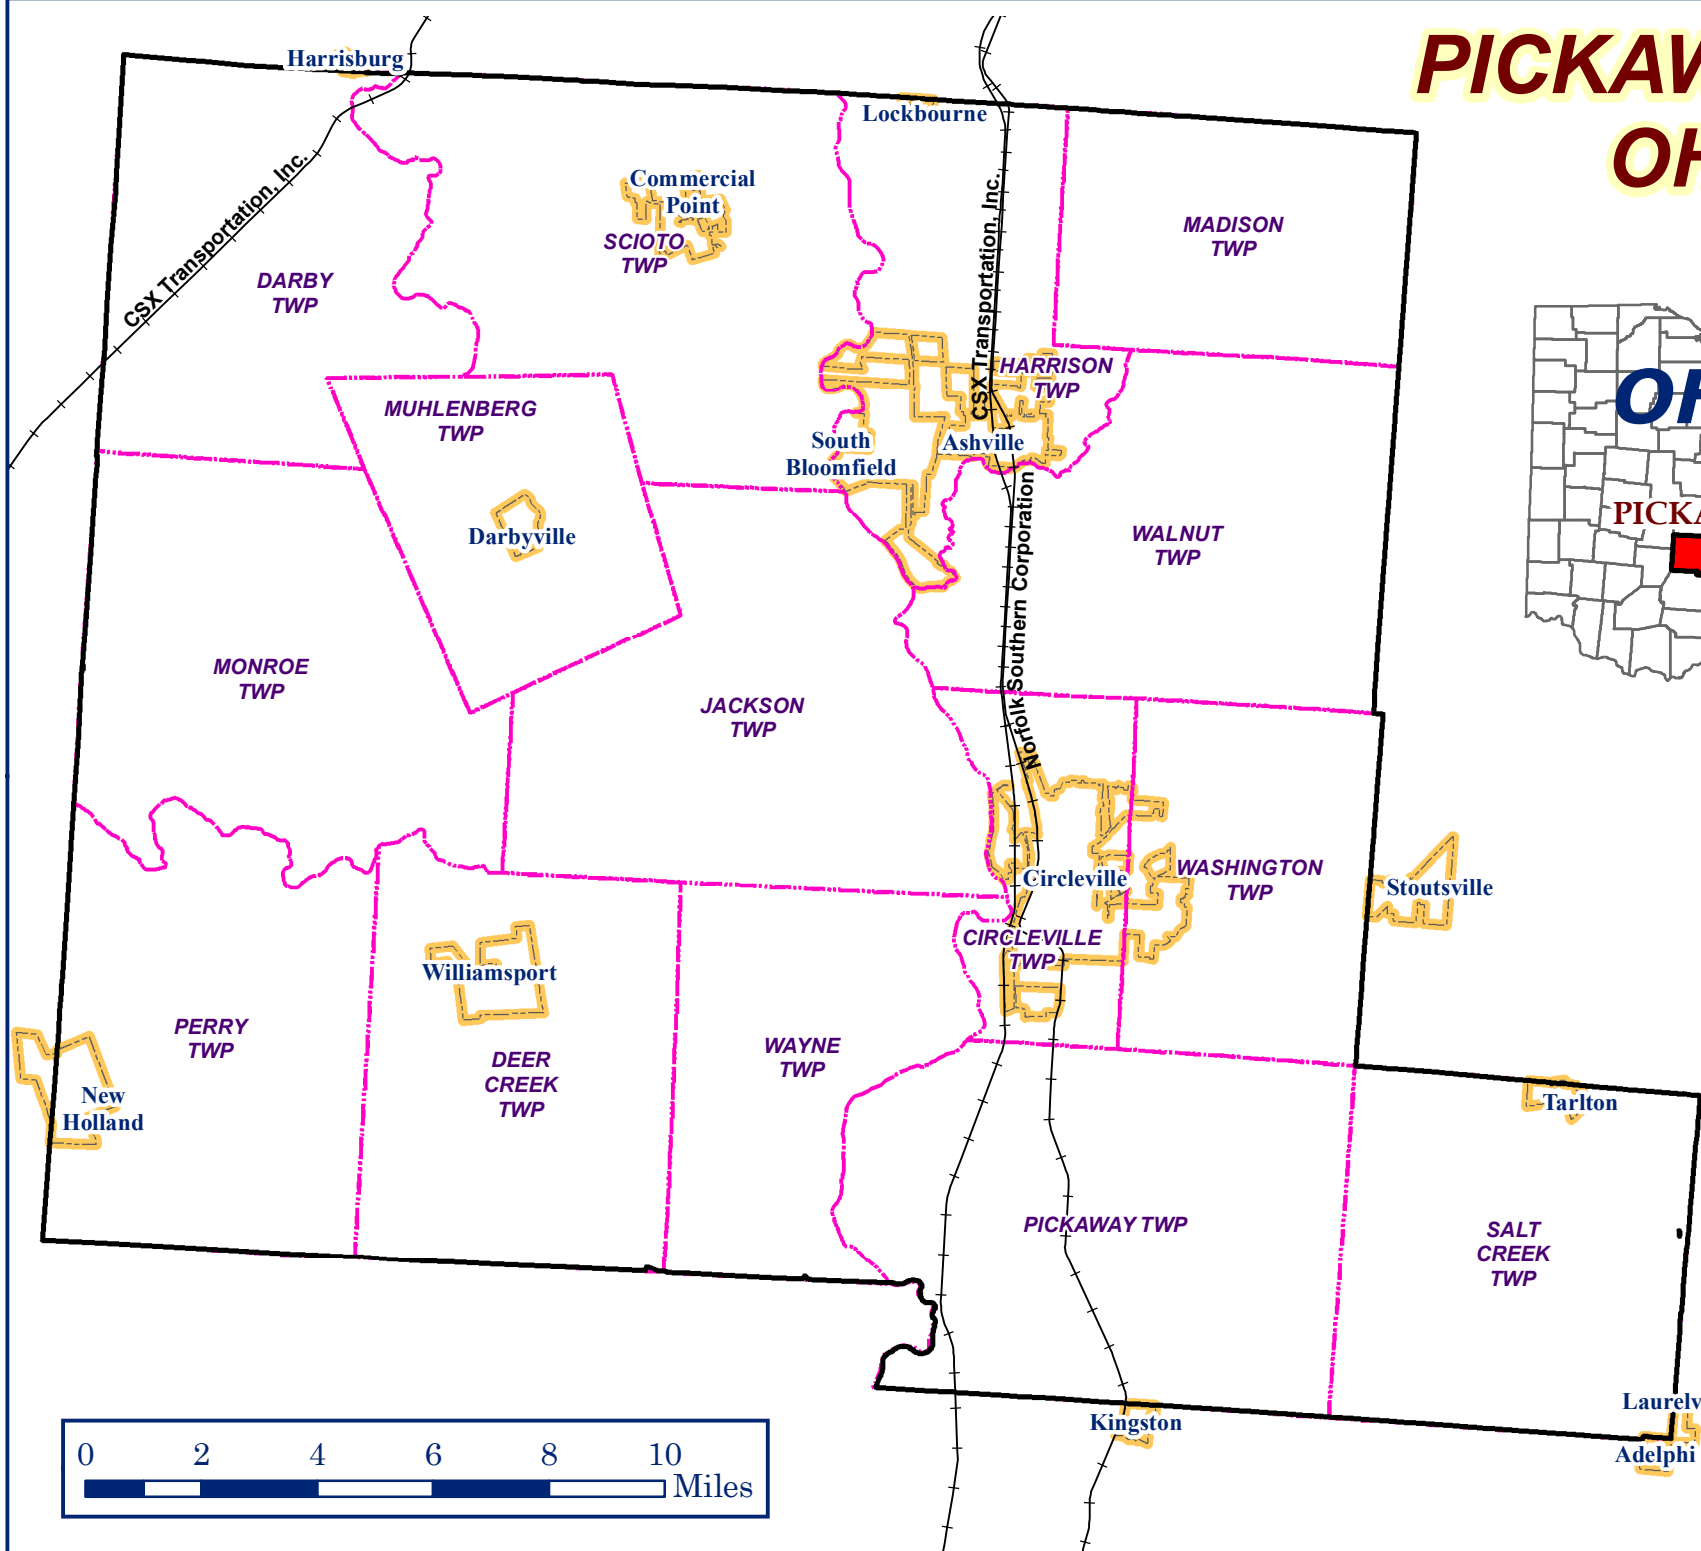 PICKAW
OH
Harrisburg
Lockbourne
Commercial
Point
SCIOTO
TWP
MADISON
TWP
DARBY
TWP
CSX Transportation, Inc.
CSX Transportation, Inc.
HARRISON
TWP
MUHLENBERG
TWP
South
Bloomfield
Ashville
OH
PICKA
Darbyville
WALNUT
TWP
Norfolk Southern Corporation
MONROE
TWP
JACKSON
TWP
Circleville
WASHINGTON
TWP
Stoutsville
CIRCLEVILLE
TWP
Williamsport
PERRY
TWP
DEER
CREEK
TWP
WAYNE
TWP
New
Holland
Tarlton
PICKAWAY TWP
SALT
CREEK
TWP
Kingston
Laurelv
Adelphi
0 2 4 6 8 10
Miles